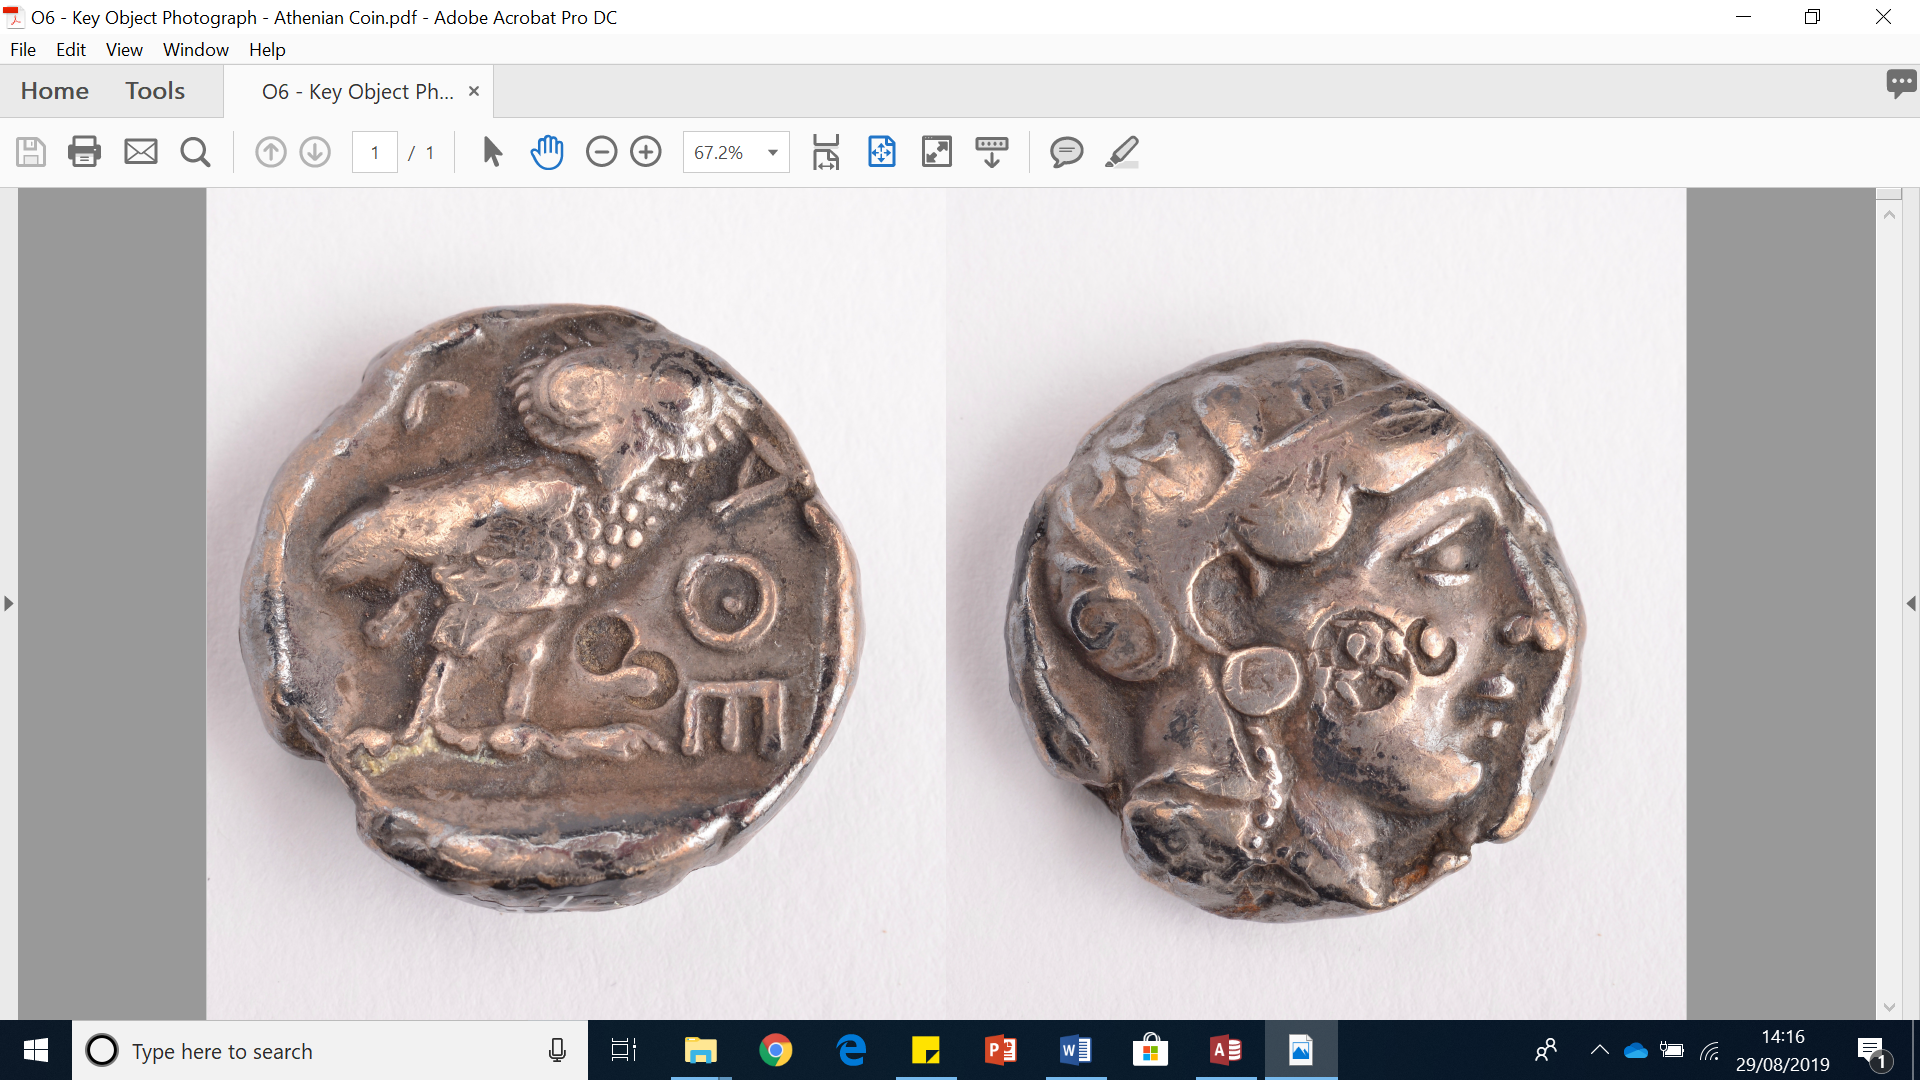 O6 - Key Object Photograph - Athenian Coin.pdf - Adobe Acrobat Pro DC
File Edit View Window Help
Home Tools O6 - Key Object Ph... ×
1 / 1 67.2%
ΑΘΕ
Type here to search
14:16
29/08/2019
1